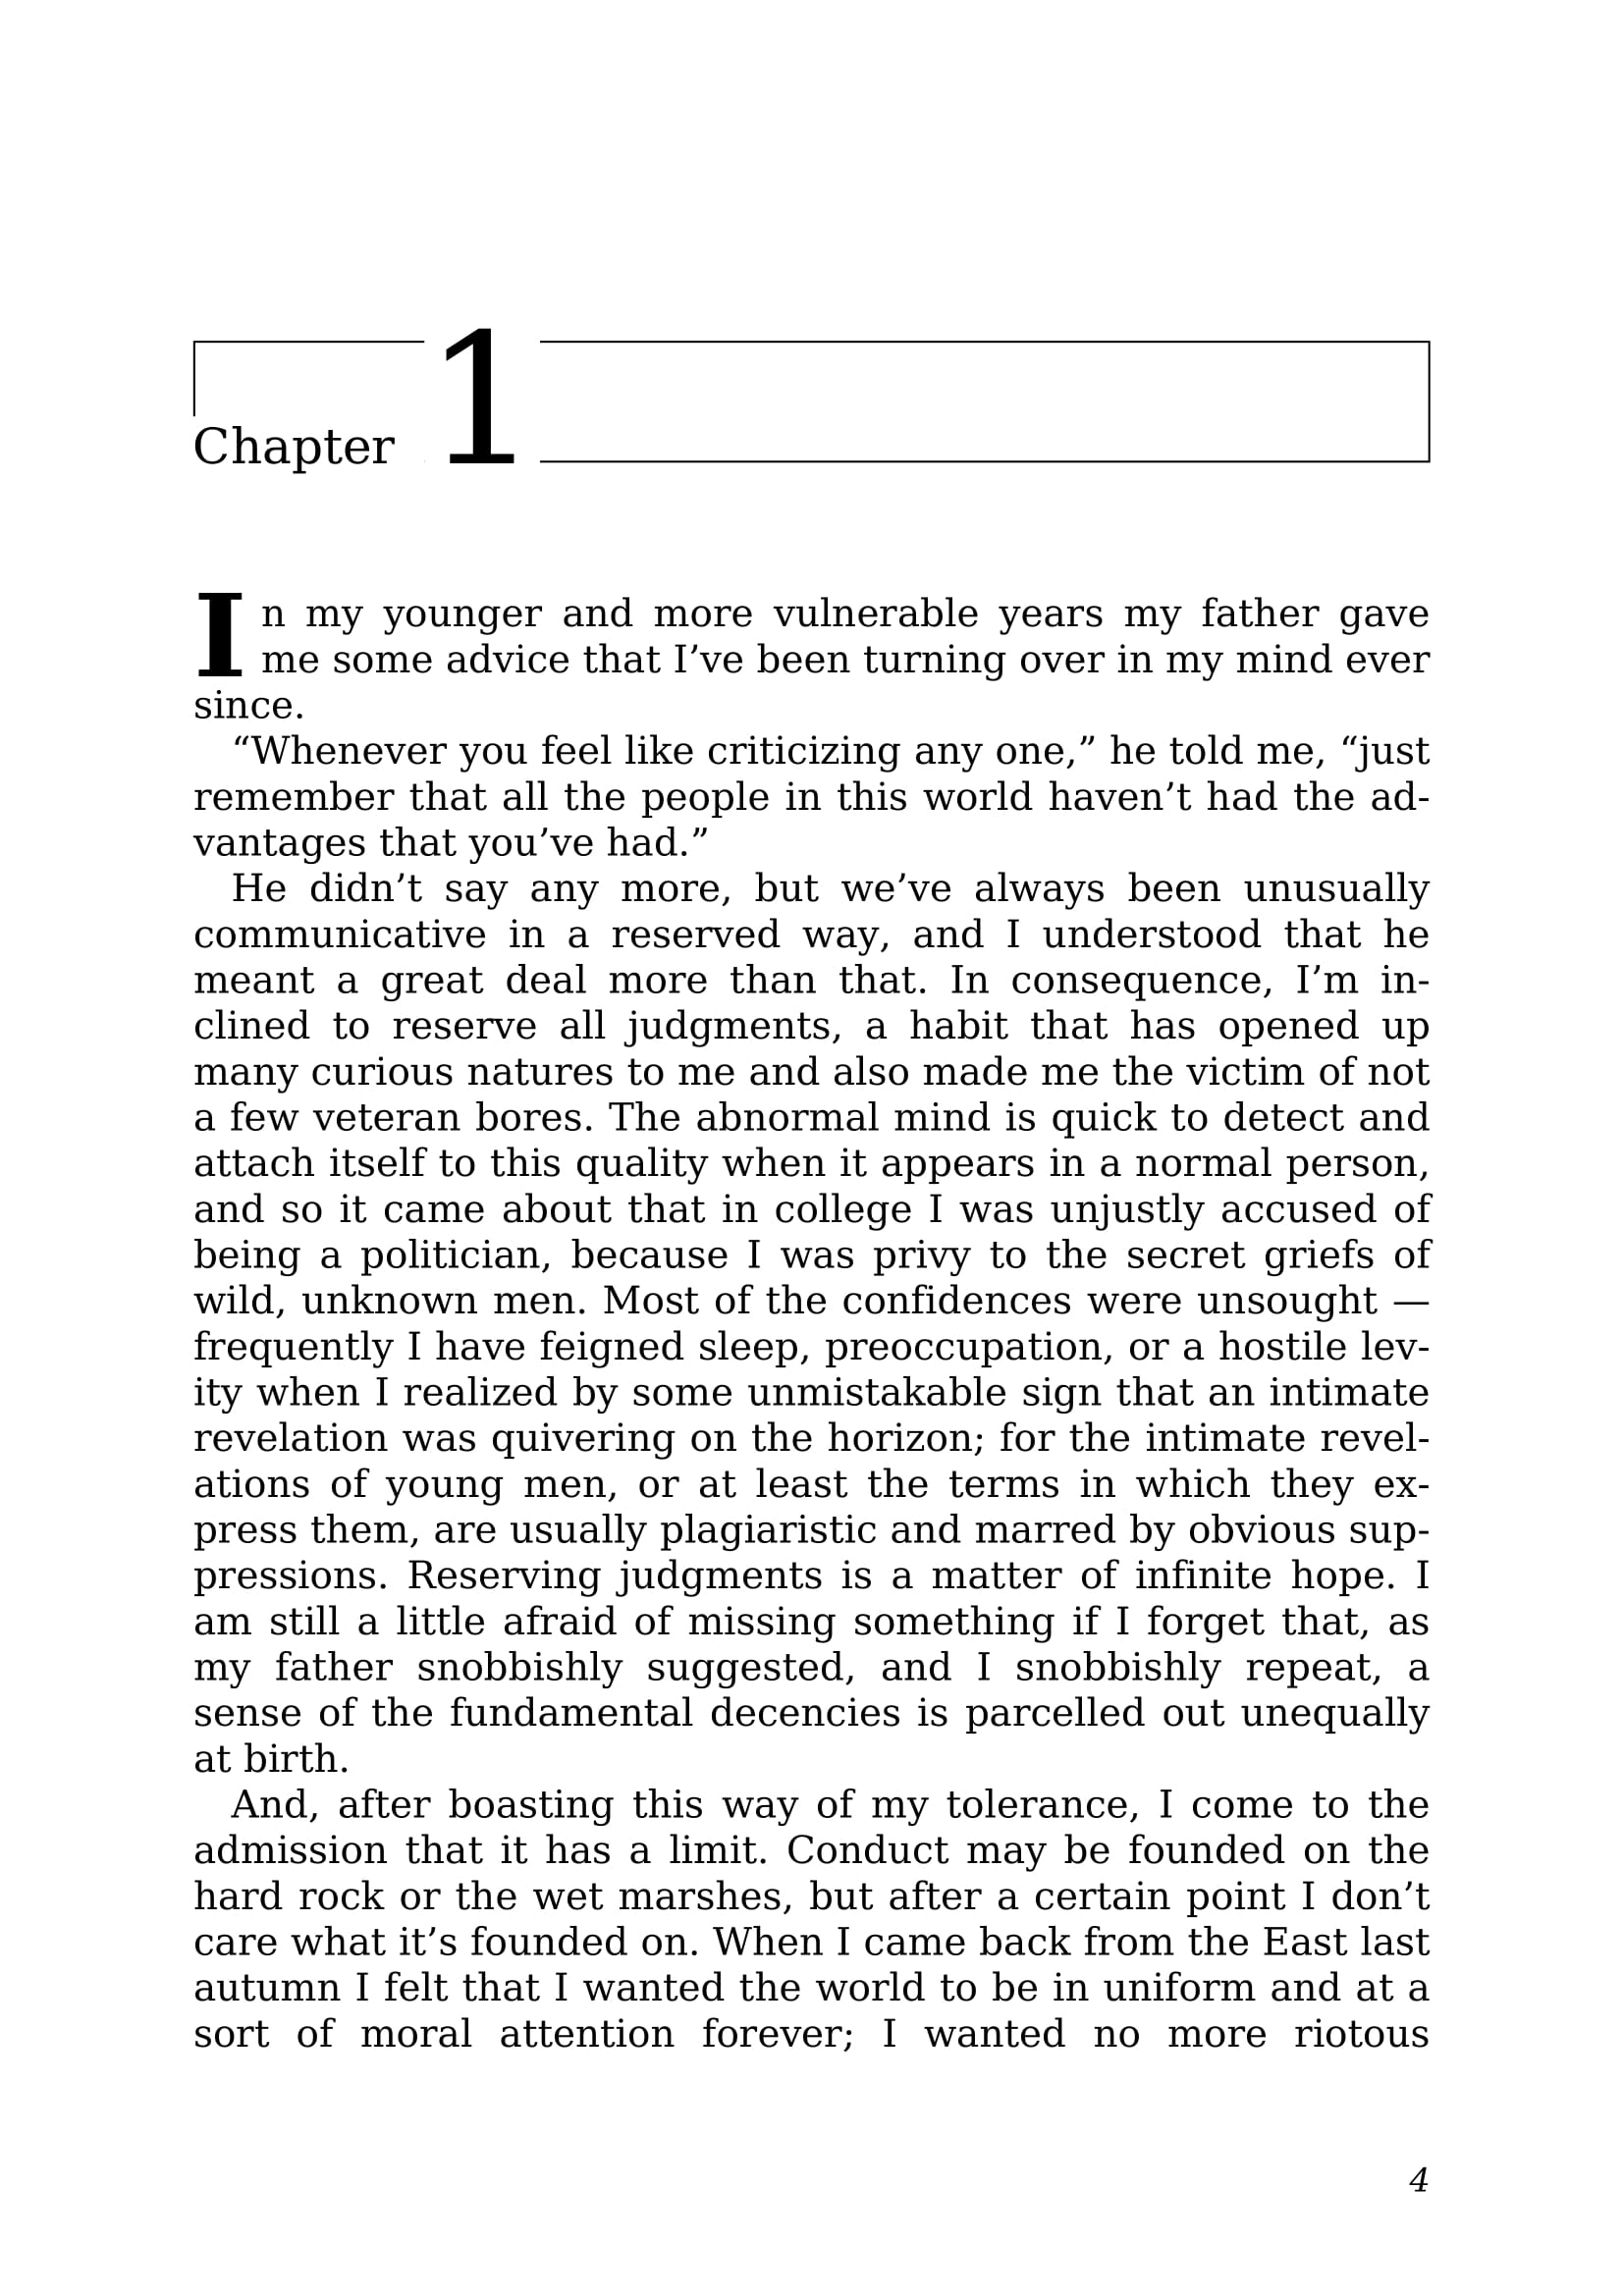 Chapter 1
In my younger and more vulnerable years my father gave
me some advice that I’ve been turning over in my mind ever
since.
“Whenever you feel like criticizing any one,” he told me, “just
remember that all the people in this world haven’t had the ad-
vantages that you’ve had.”
He didn’t say any more, but we’ve always been unusually
communicative in a reserved way, and I understood that he
meant a great deal more than that. In consequence, I’m in-
clined to reserve all judgments, a habit that has opened up
many curious natures to me and also made me the victim of not
a few veteran bores. The abnormal mind is quick to detect and
attach itself to this quality when it appears in a normal person,
and so it came about that in college I was unjustly accused of
being a politician, because I was privy to the secret griefs of
wild, unknown men. Most of the confidences were unsought —
frequently I have feigned sleep, preoccupation, or a hostile lev-
ity when I realized by some unmistakable sign that an intimate
revelation was quivering on the horizon; for the intimate revel-
ations of young men, or at least the terms in which they ex-
press them, are usually plagiaristic and marred by obvious sup-
pressions. Reserving judgments is a matter of infinite hope. I
am still a little afraid of missing something if I forget that, as
my father snobbishly suggested, and I snobbishly repeat, a
sense of the fundamental decencies is parcelled out unequally
at birth.
And, after boasting this way of my tolerance, I come to the
admission that it has a limit. Conduct may be founded on the
hard rock or the wet marshes, but after a certain point I don’t
care what it’s founded on. When I came back from the East last
autumn I felt that I wanted the world to be in uniform and at a
sort of moral attention forever; I wanted no more riotous
4